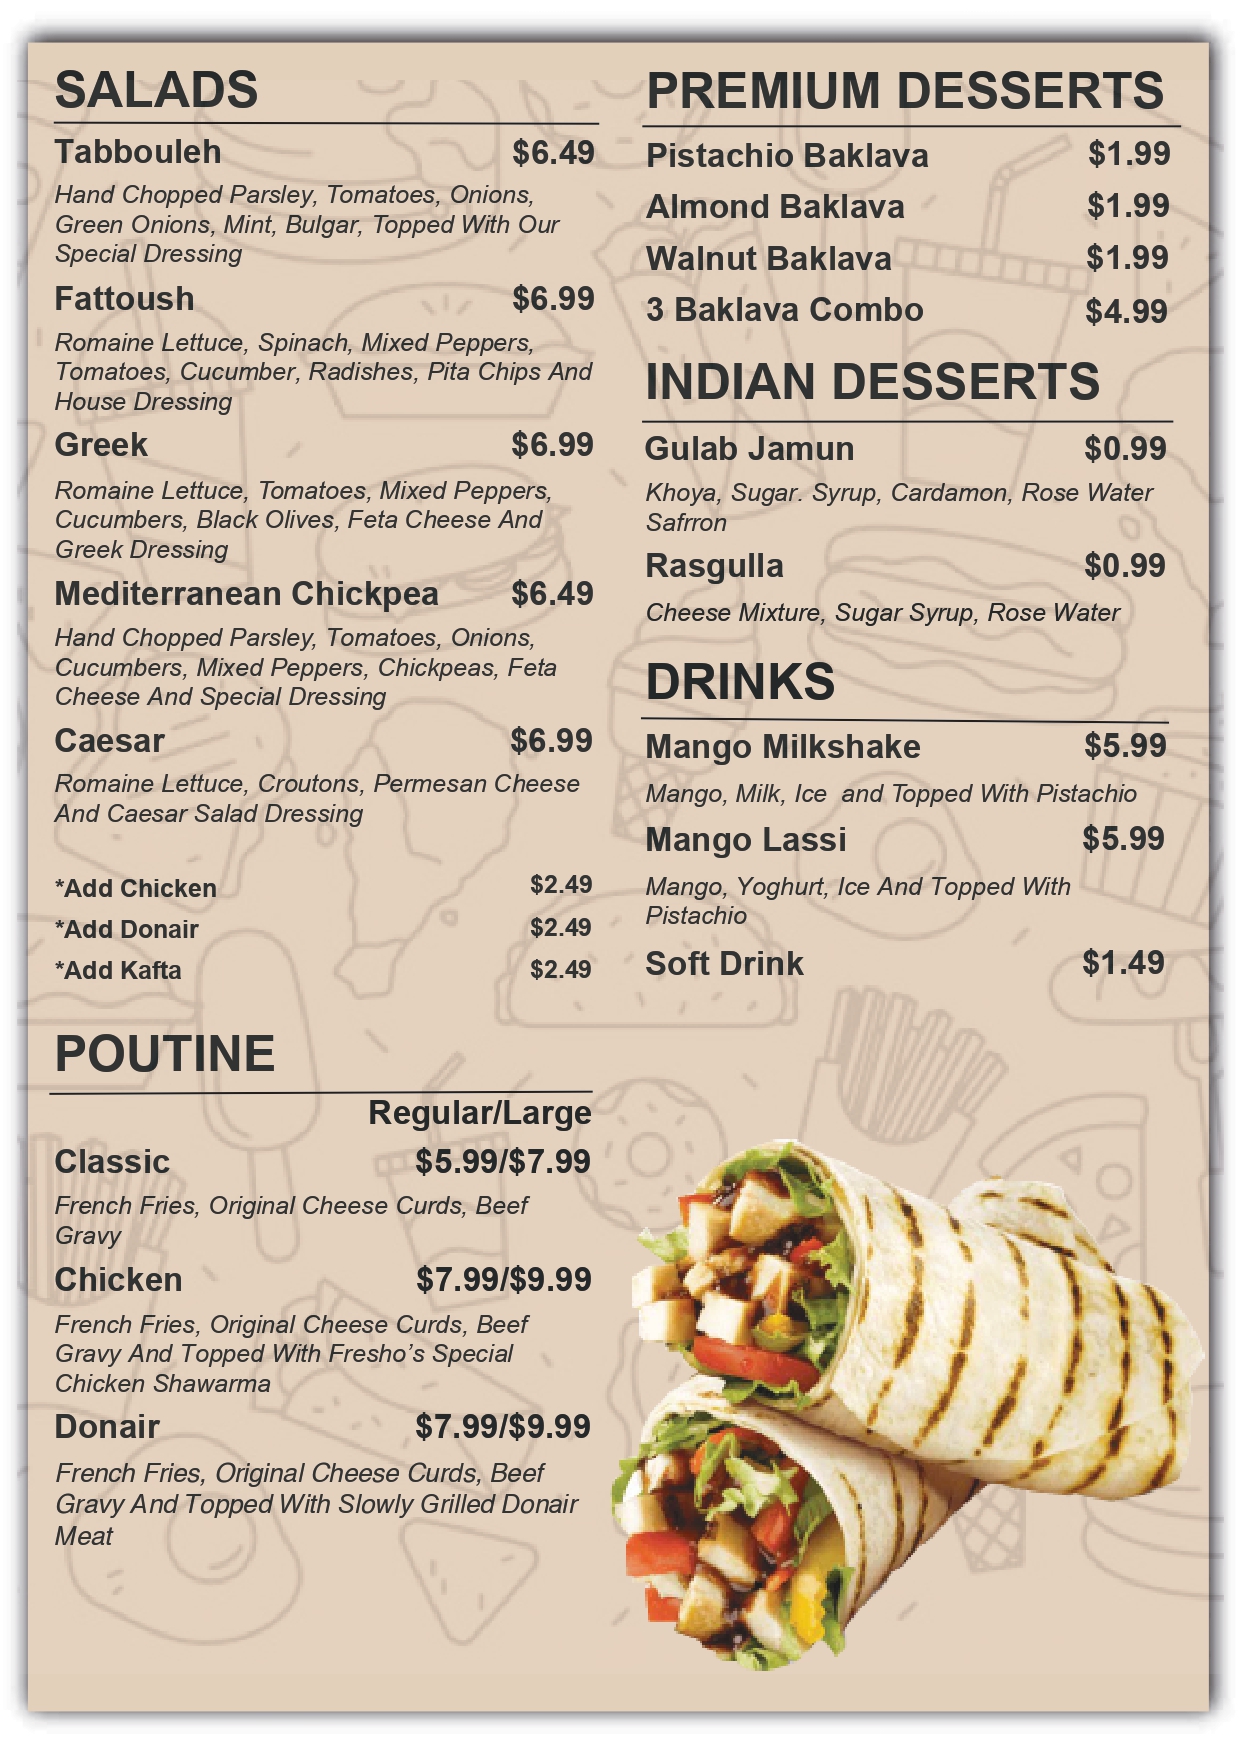 SALADS
Tabbouleh $6.49
Hand Chopped Parsley, Tomatoes, Onions,
Green Onions, Mint, Bulgar, Topped With Our
Special Dressing
Fattoush $6.99
Romaine Lettuce, Spinach, Mixed Peppers,
Tomatoes, Cucumber, Radishes, Pita Chips And
House Dressing
Greek $6.99
Romaine Lettuce, Tomatoes, Mixed Peppers,
Cucumbers, Black Olives, Feta Cheese And
Greek Dressing
Mediterranean Chickpea $6.49
Hand Chopped Parsley, Tomatoes, Onions,
Cucumbers, Mixed Peppers, Chickpeas, Feta
Cheese And Special Dressing
Caesar $6.99
Romaine Lettuce, Croutons, Permesan Cheese
And Caesar Salad Dressing
*Add Chicken $2.49
*Add Donair $2.49
*Add Kafta $2.49
POUTINE
Regular/Large
Classic $5.99/$7.99
French Fries, Original Cheese Curds, Beef
Gravy
Chicken $7.99/$9.99
French Fries, Original Cheese Curds, Beef
Gravy And Topped With Fresho’s Special
Chicken Shawarma
Donair $7.99/$9.99
French Fries, Original Cheese Curds, Beef
Gravy And Topped With Slowly Grilled Donair
Meat
PREMIUM DESSERTS
Pistachio Baklava $1.99
Almond Baklava $1.99
Walnut Baklava $1.99
3 Baklava Combo $4.99
INDIAN DESSERTS
Gulab Jamun $0.99
Khoya, Sugar. Syrup, Cardamon, Rose Water
Safrron
Rasgulla $0.99
Cheese Mixture, Sugar Syrup, Rose Water
DRINKS
Mango Milkshake $5.99
Mango, Milk, Ice  and Topped With Pistachio
Mango Lassi $5.99
Mango, Yoghurt, Ice And Topped With
Pistachio
Soft Drink $1.49